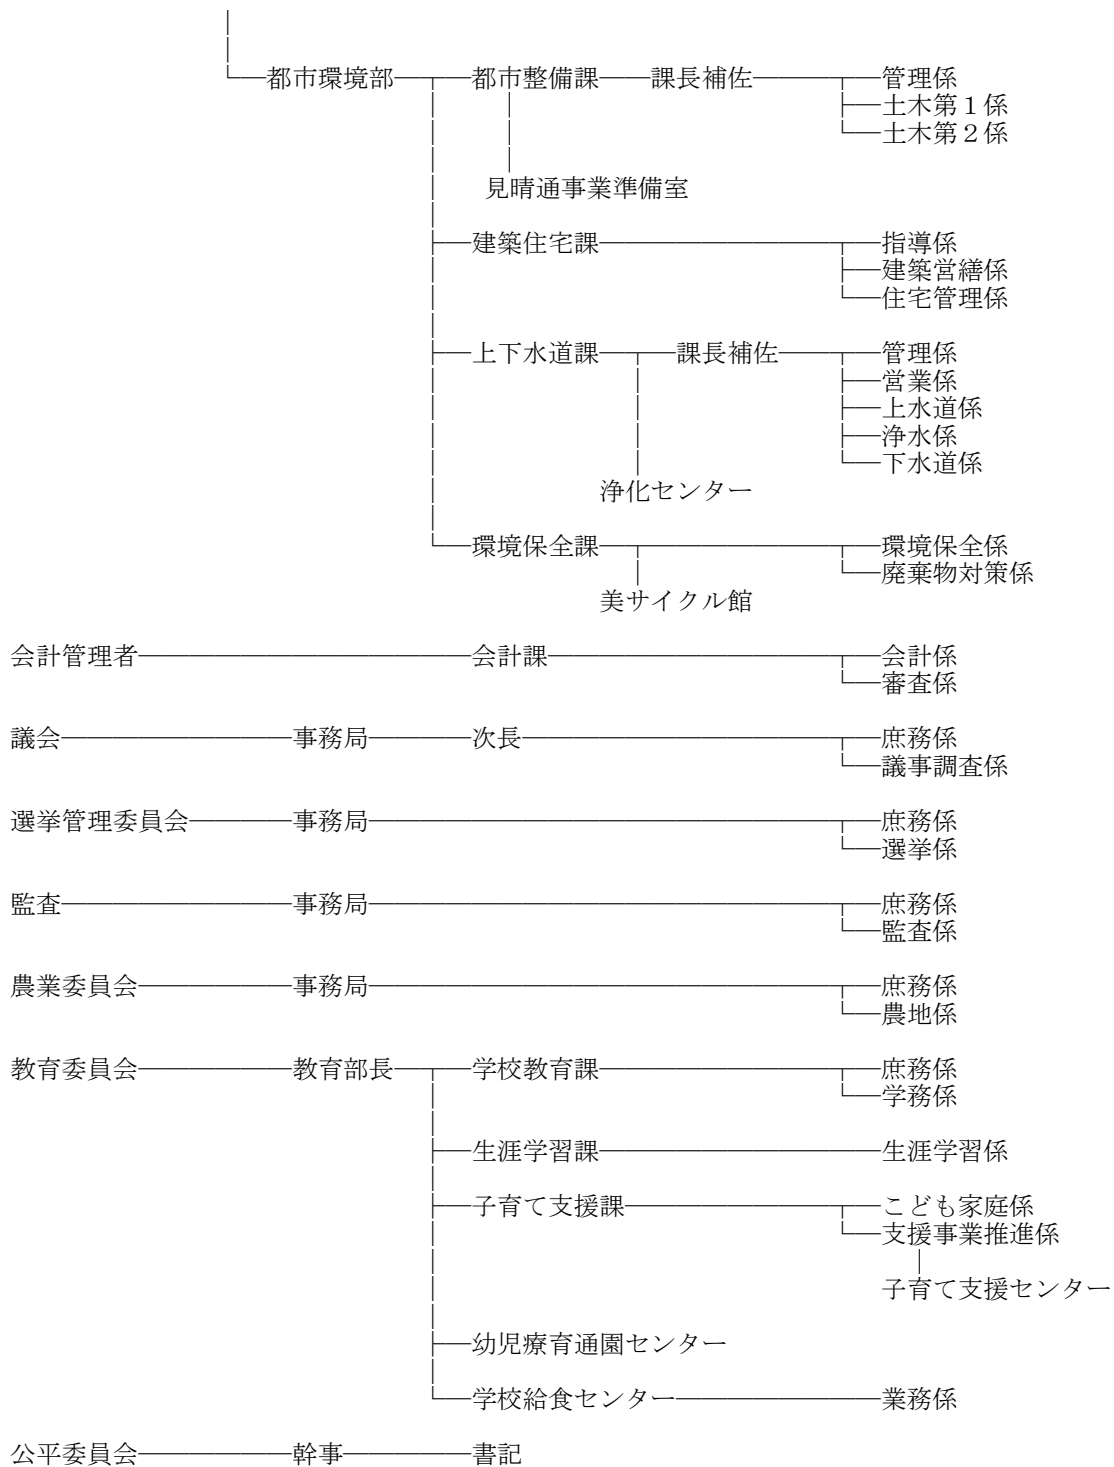 都市環境部 都市整備課 課長補佐 管理係
土木第１係
土木第２係
見晴通事業準備室
建築住宅課 指導係
建築営繕係
住宅管理係
上下水道課 課長補佐 管理係
営業係
上水道係
浄水係
下水道係
浄化センター
環境保全課 環境保全係
廃棄物対策係
美サイクル館
会計管理者 会計課 会計係
審査係
議会 事務局 次長 庶務係
議事調査係
選挙管理委員会 事務局 庶務係
選挙係
監査 事務局 庶務係
監査係
農業委員会 事務局 庶務係
農地係
教育委員会 教育部長 学校教育課 庶務係
学務係
生涯学習課 生涯学習係
子育て支援課 こども家庭係
支援事業推進係
子育て支援センター
幼児療育通園センター
学校給食センター 業務係
公平委員会 幹事 書記